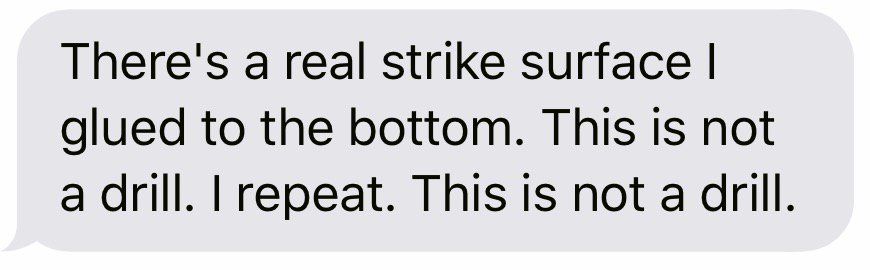 There's a real strike surface I
glued to the bottom. This is not
a drill. I repeat. This is not a drill.